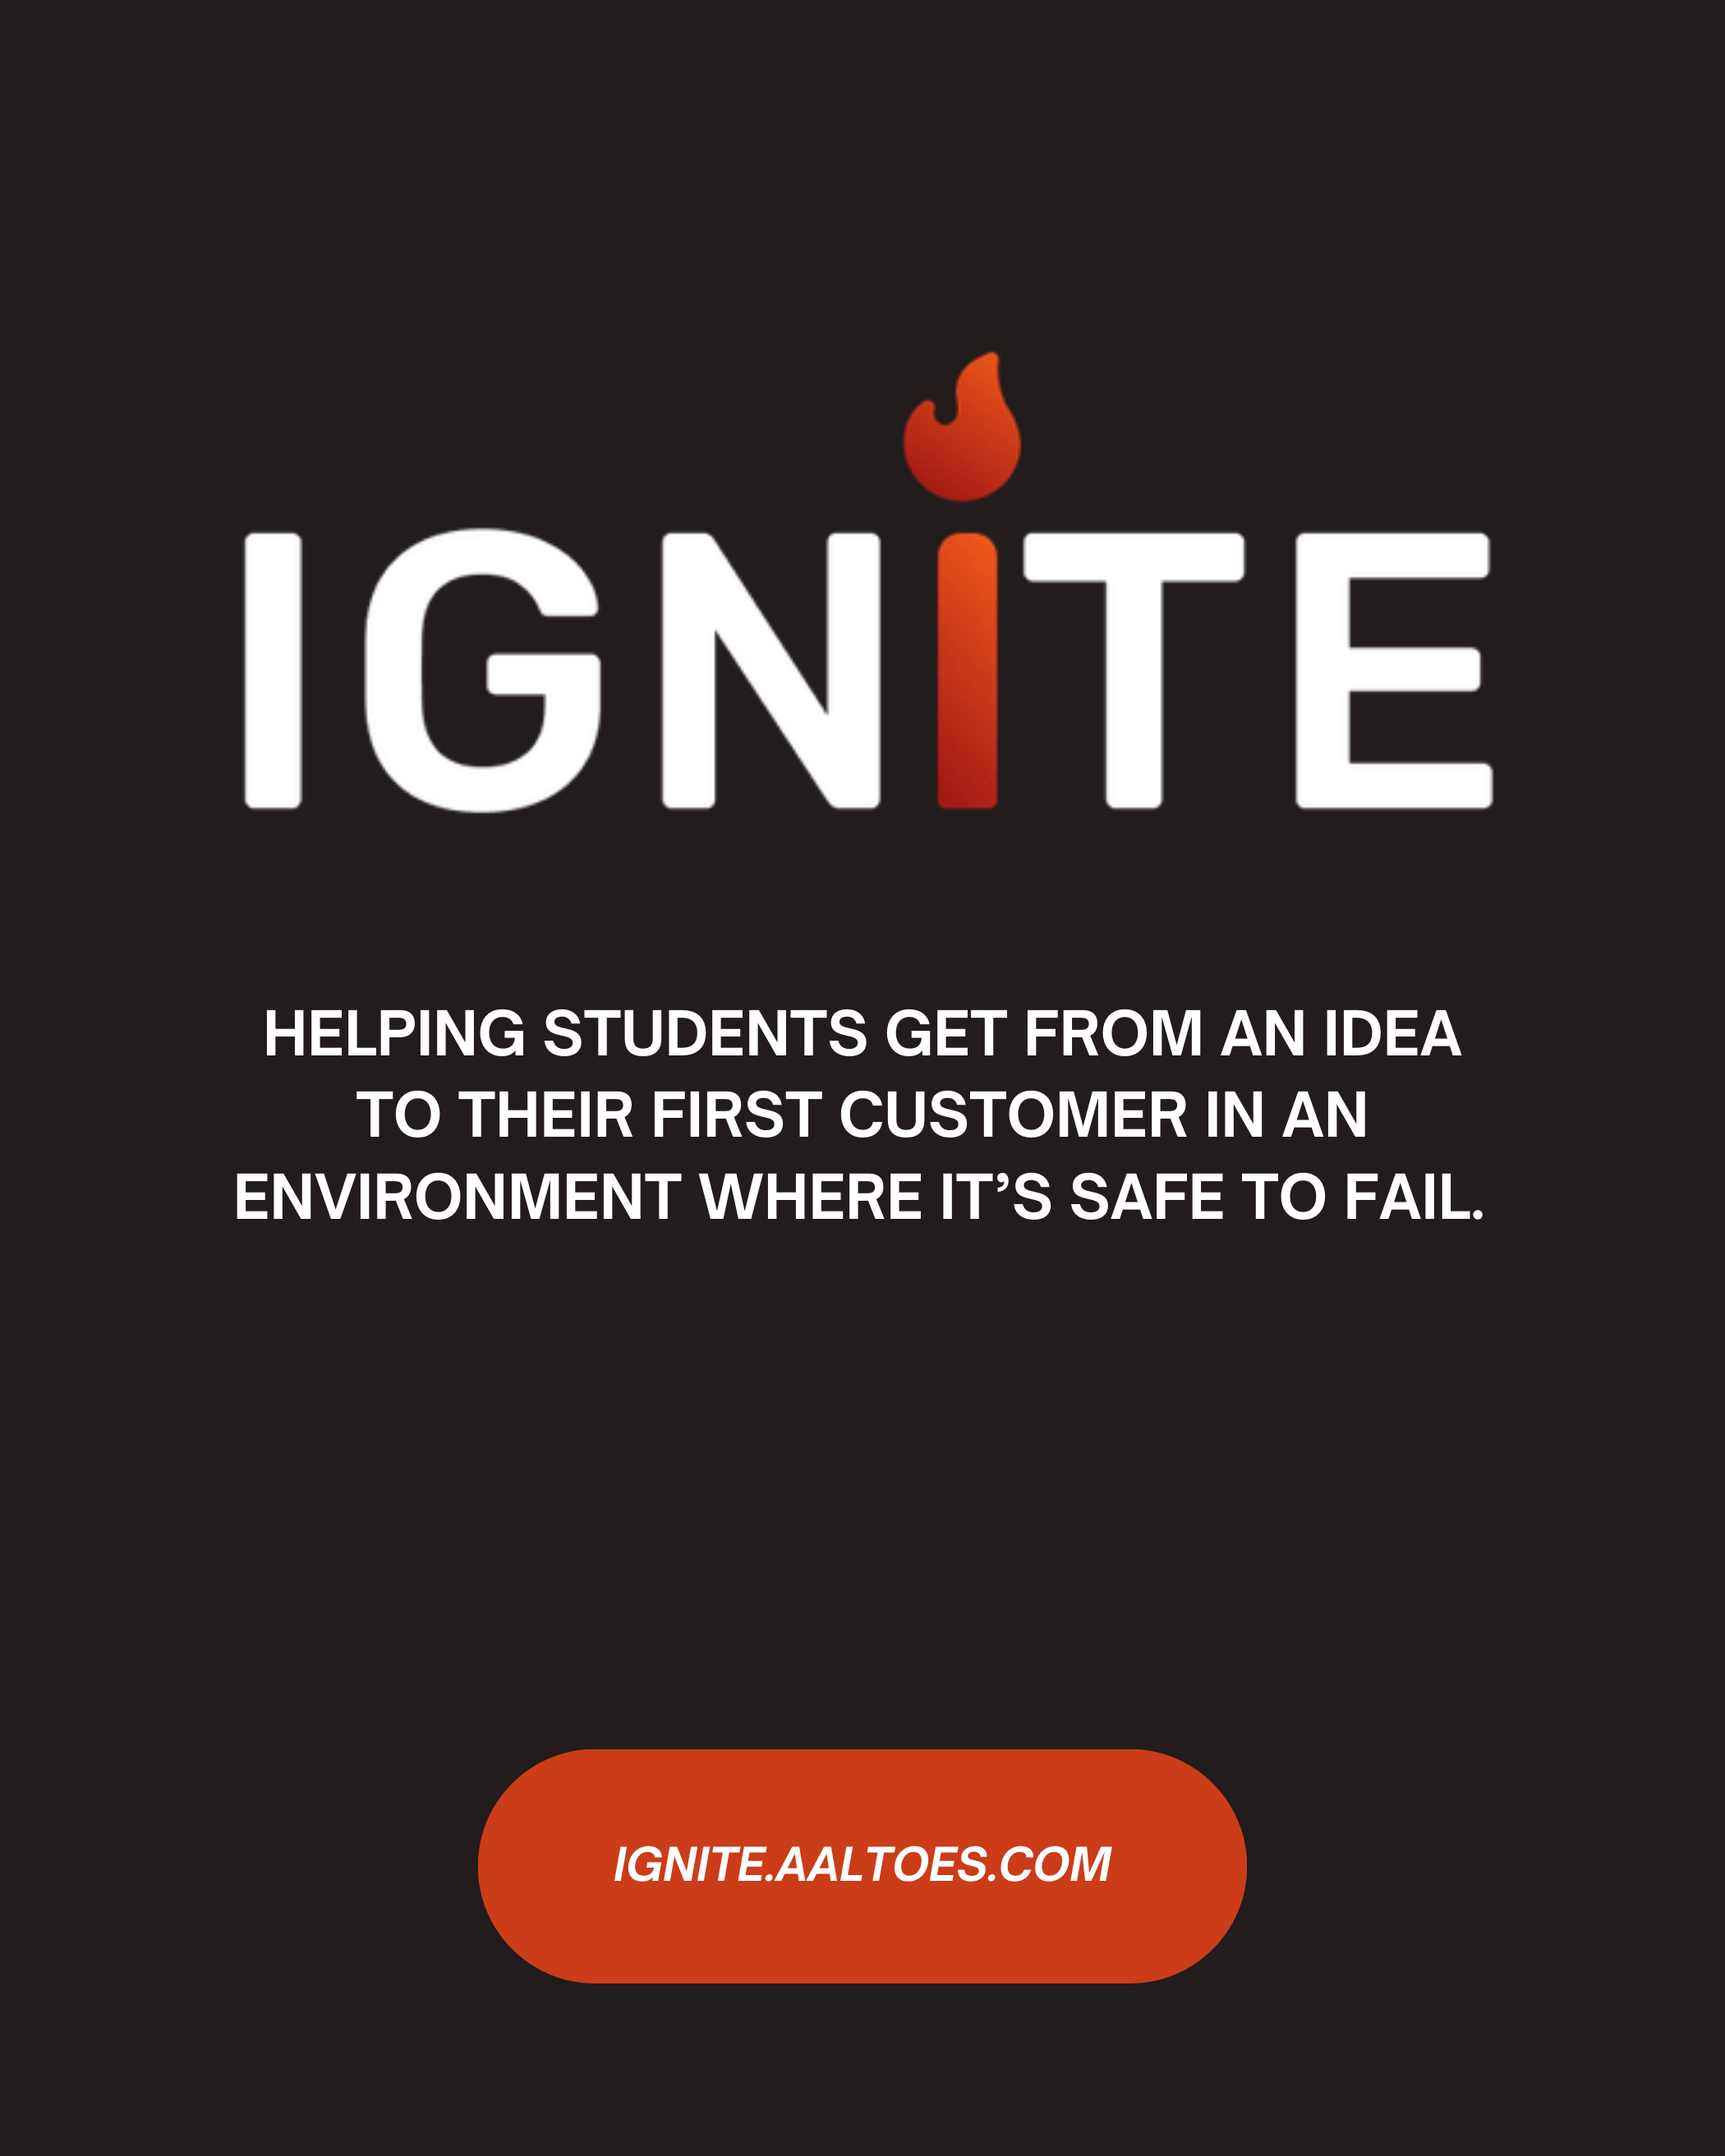 IGNiTE
HELPING STUDENTS GET FROM AN IDEA
TO THEIR FIRST CUSTOMER IN AN
ENVIRONMENT WHERE IT’S SAFE TO FAIL.
IGNITE.AALTOES.COM